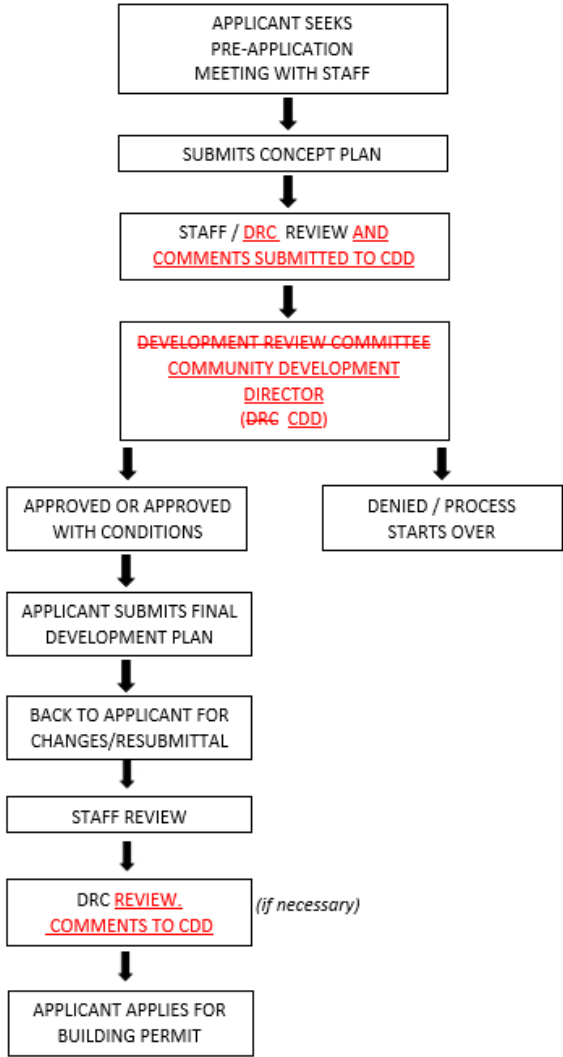 APPLICANT SEEKS
PRE-APPLICATION
MEETING WITH STAFF
SUBMITS CONCEPT PLAN
STAFF / DRC REVIEW AND
COMMENTS SUBMITTED TO CDD
DEVELOPMENT REVIEW COMMITTEE
COMMUNITY DEVELOPMENT
DIRECTOR
(DRC CDD)
APPROVED OR APPROVED
WITH CONDITIONS
DENIED / PROCESS
STARTS OVER
APPLICANT SUBMITS FINAL
DEVELOPMENT PLAN
BACK TO APPLICANT FOR
CHANGES/RESUBMITTAL
STAFF REVIEW
DRC REVIEW.
COMMENTS TO CDD
(if necessary)
APPLICANT APPLIES FOR
BUILDING PERMIT